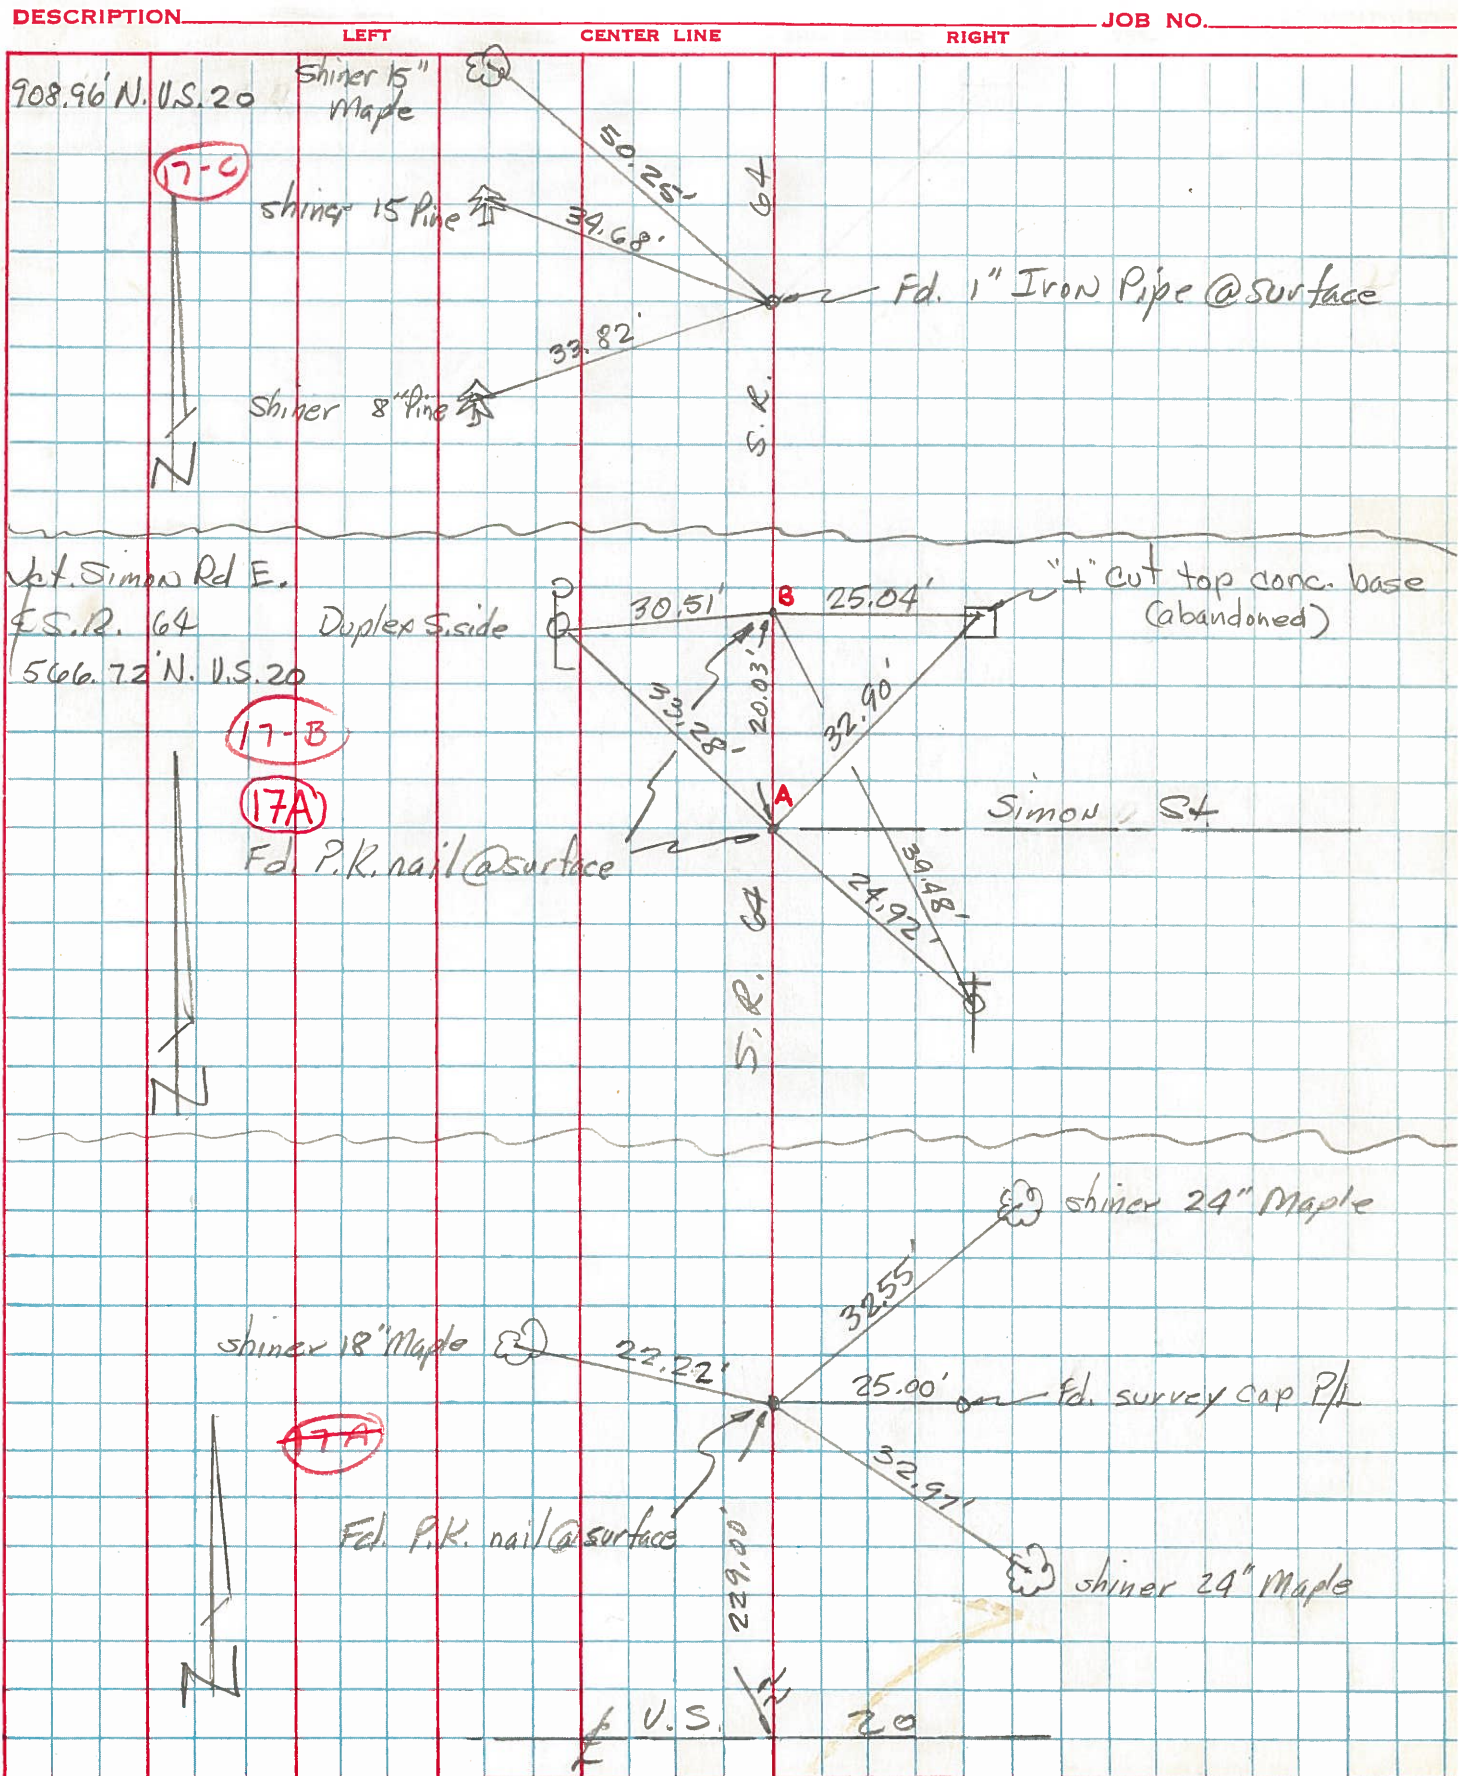 DESCRIPTION JOB NO.
LEFT CENTER LINE RIGHT
908.96' N. U.S. 20
17-C
Shiner 15"
Maple
50.25'
64
shiner 15 Pine
34.68'
Fd. 1" Iron Pipe @ surface
33.82'
Shiner 8" Pine
S.R.
N
Jct. Simon Rd E.
℄ S.R. 64
566.72' N. U.S. 20
Duplex S. side
30.51'
B
25.04'
"+" cut top conc. base
(abandoned)
33.28'
20.03'
32.90'
17-B
17A
A
Simon St
Fd. P.K. nail @ surface
39.48'
24.92'
S.R. 64
N
shiner 24" Maple
32.55'
shiner 18" Maple
22.22'
25.00'
Fd. survey cap P/L
17A
32.97'
Fd. P.K. nail @ surface
229.00'
shiner 24" Maple
N
℄ U.S. 20